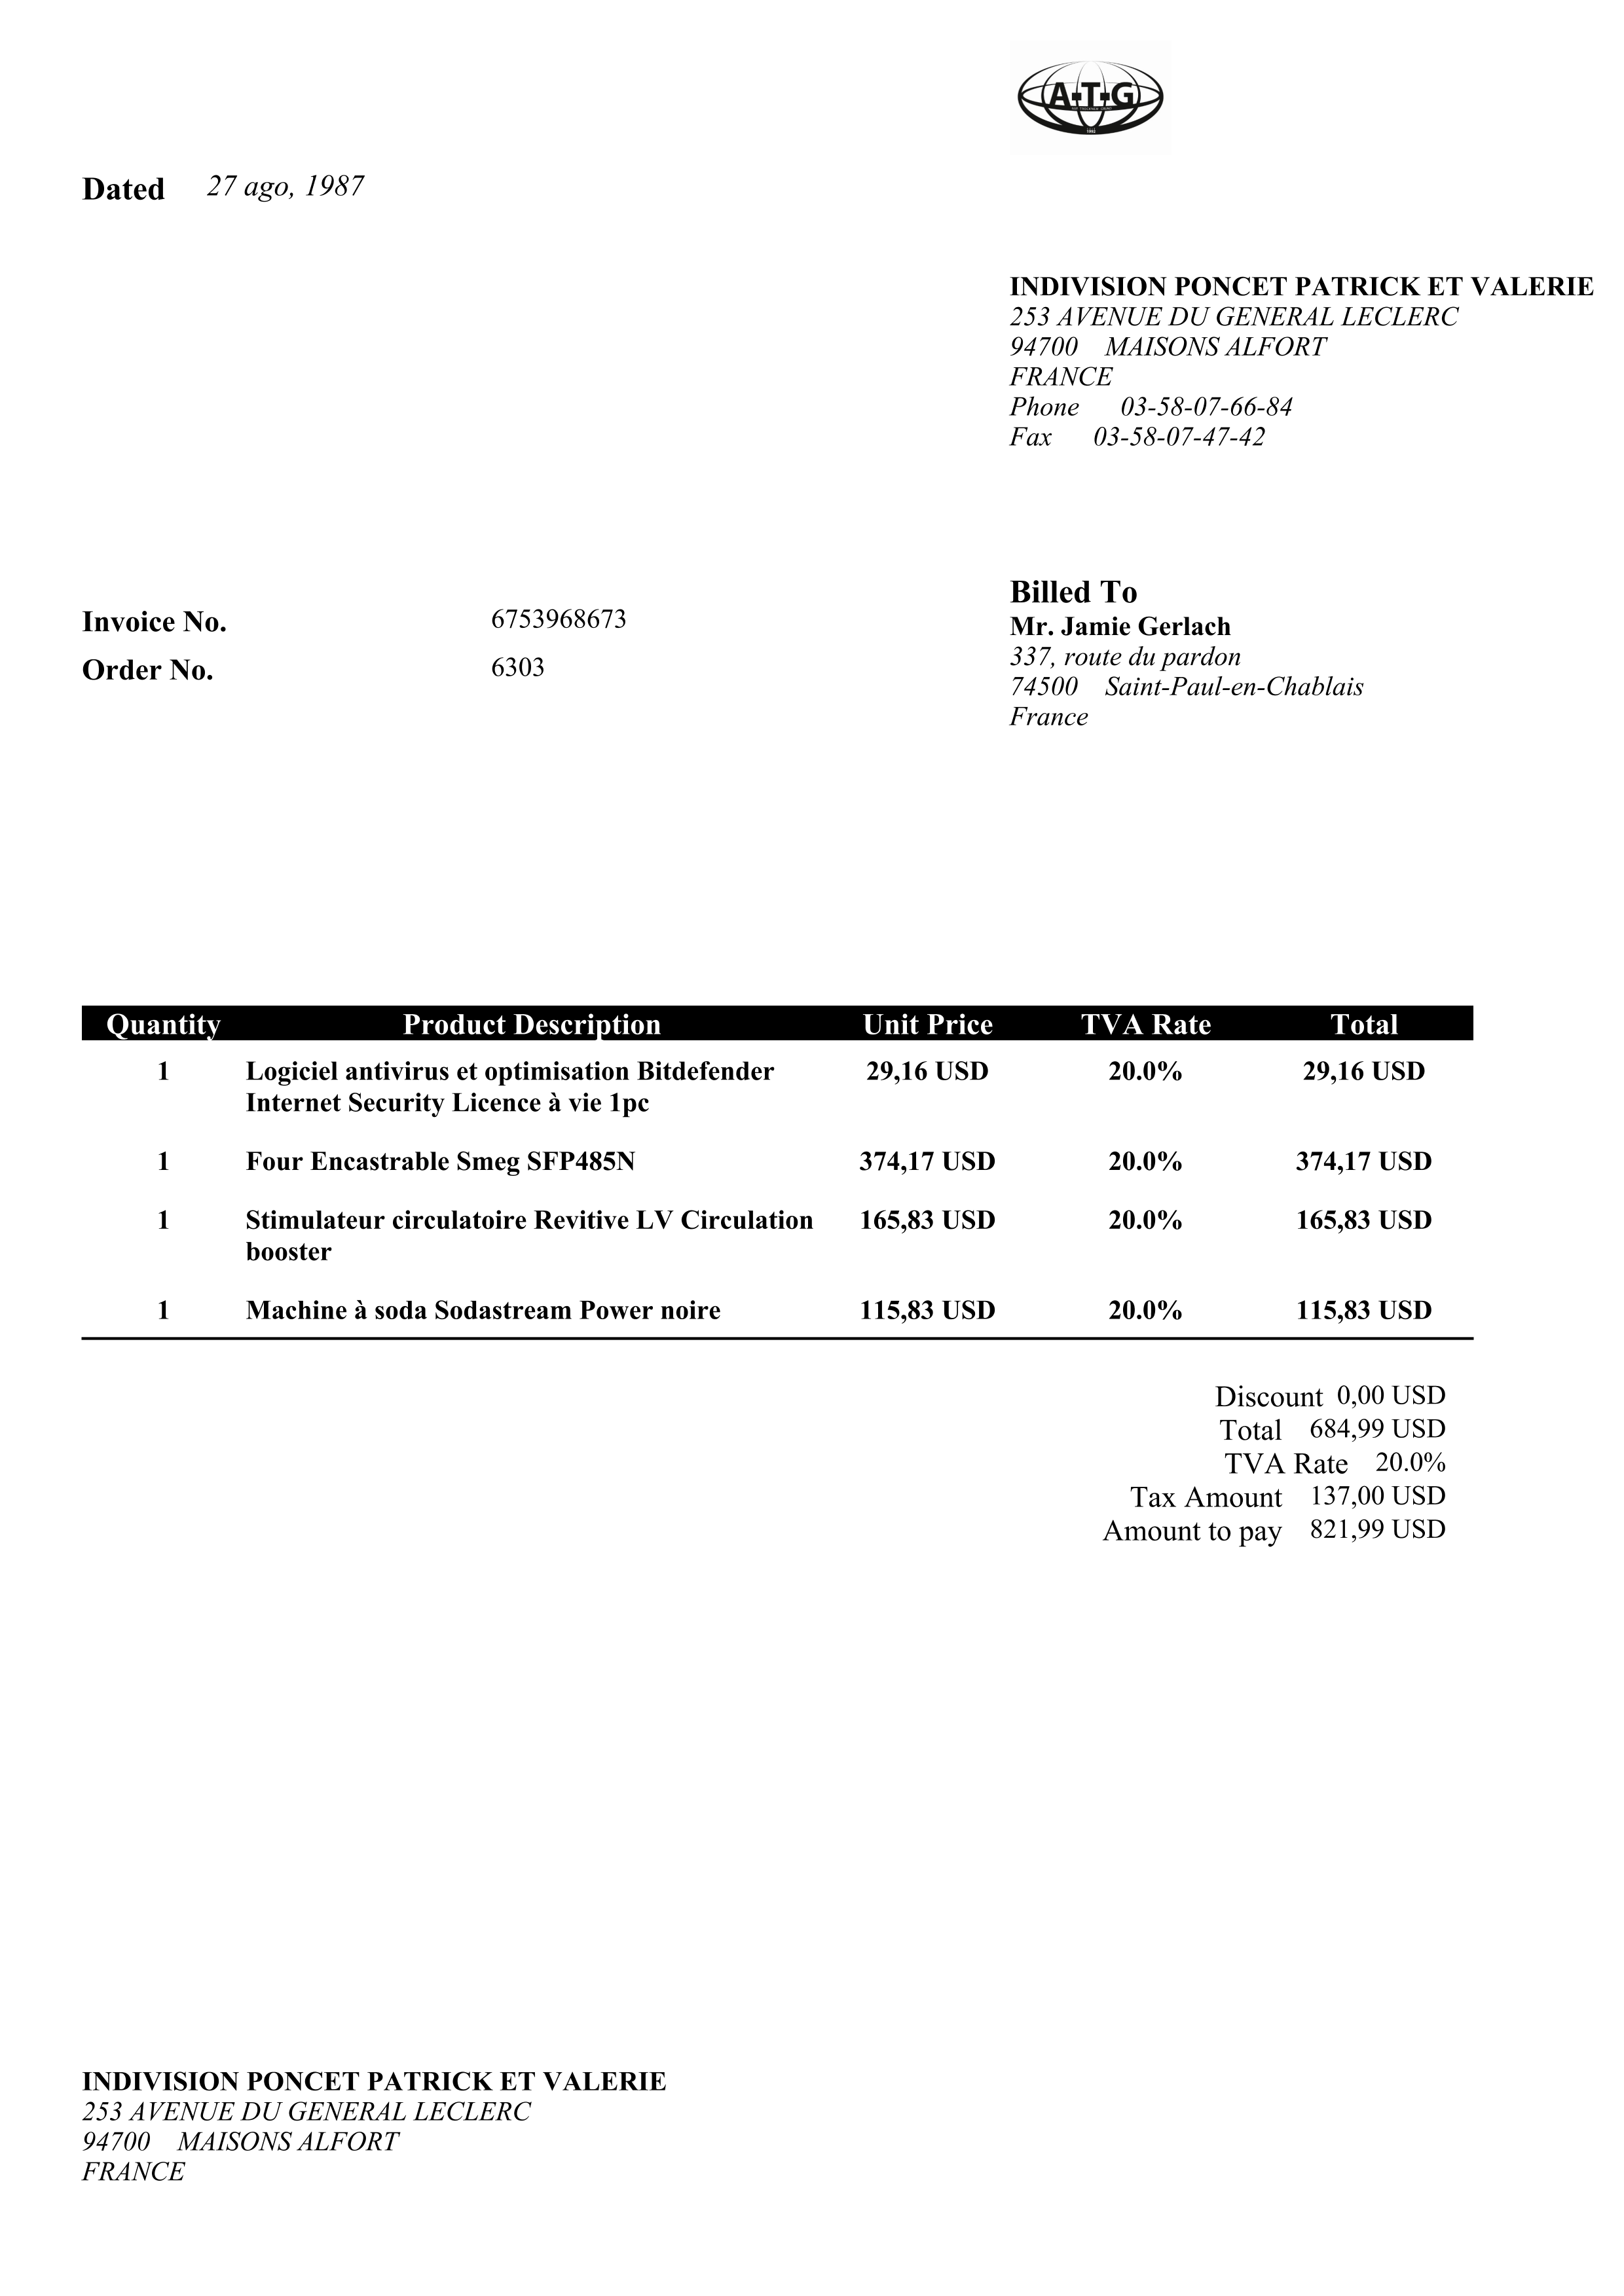 A-T-G
1992
Dated 27 ago, 1987
INDIVISION PONCET PATRICK ET VALERIE
253 AVENUE DU GENERAL LECLERC
94700 MAISONS ALFORT
FRANCE
Phone 03-58-07-66-84
Fax 03-58-07-47-42
Invoice No. 6753968673
Order No. 6303
Billed To
Mr. Jamie Gerlach
337, route du pardon
74500 Saint-Paul-en-Chablais
France
Quantity Product Description Unit Price TVA Rate Total
1 Logiciel antivirus et optimisation Bitdefender 29,16 USD 20.0% 29,16 USD
Internet Security Licence à vie 1pc
1 Four Encastrable Smeg SFP485N 374,17 USD 20.0% 374,17 USD
1 Stimulateur circulatoire Revitive LV Circulation 165,83 USD 20.0% 165,83 USD
booster
1 Machine à soda Sodastream Power noire 115,83 USD 20.0% 115,83 USD
Discount 0,00 USD
Total 684,99 USD
TVA Rate 20.0%
Tax Amount 137,00 USD
Amount to pay 821,99 USD
INDIVISION PONCET PATRICK ET VALERIE
253 AVENUE DU GENERAL LECLERC
94700 MAISONS ALFORT
FRANCE